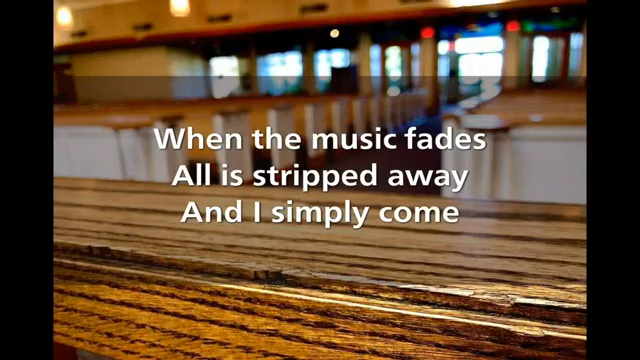 When the music fades
All is stripped away
And I simply come